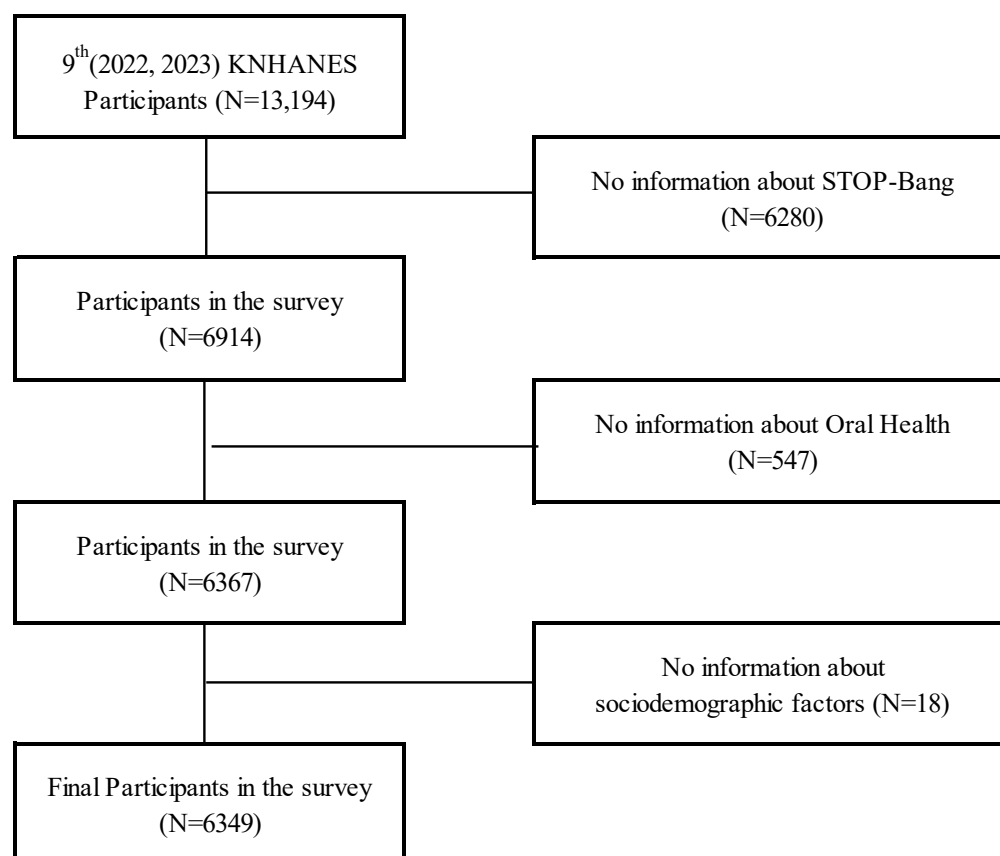 9th(2022, 2023) KNHANES
Participants (N=13,194)
No information about STOP-Bang
(N=6280)
Participants in the survey
(N=6914)
No information about Oral Health
(N=547)
Participants in the survey
(N=6367)
No information about
sociodemographic factors (N=18)
Final Participants in the survey
(N=6349)